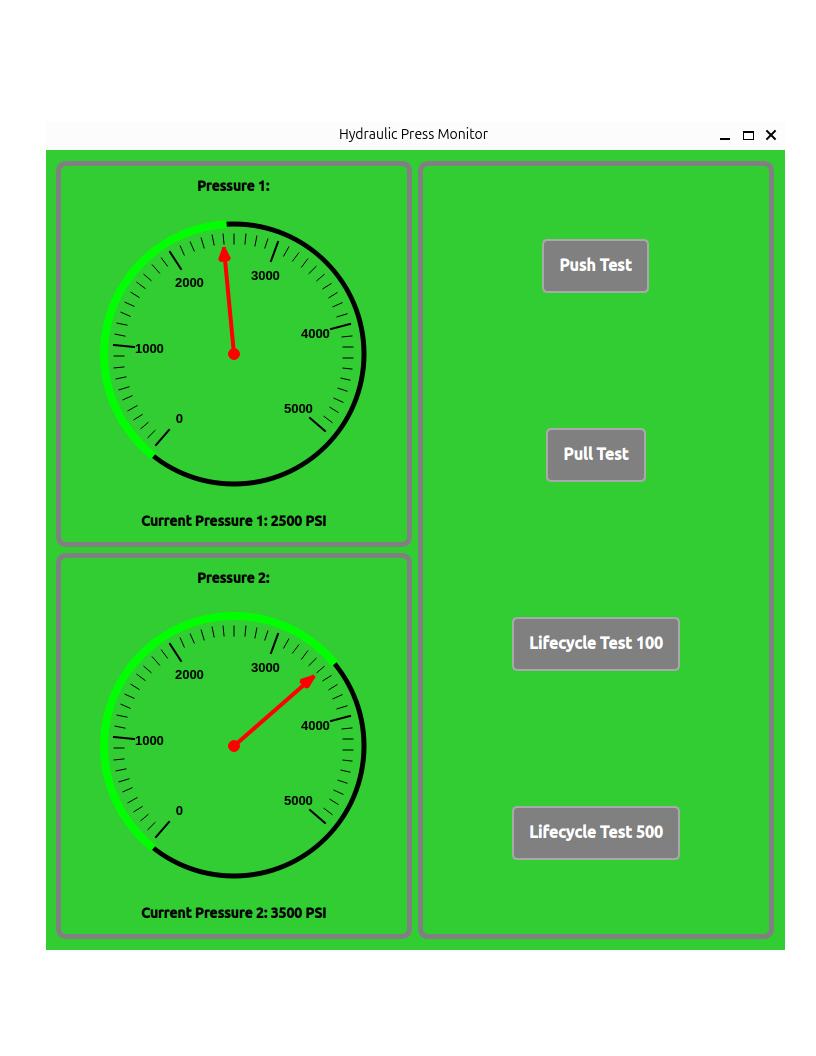 Hydraulic Press Monitor
Pressure 1:
0
1000
2000
3000
4000
5000
Current Pressure 1: 2500 PSI
Pressure 2:
0
1000
2000
3000
4000
5000
Current Pressure 2: 3500 PSI
Push Test
Pull Test
Lifecycle Test 100
Lifecycle Test 500